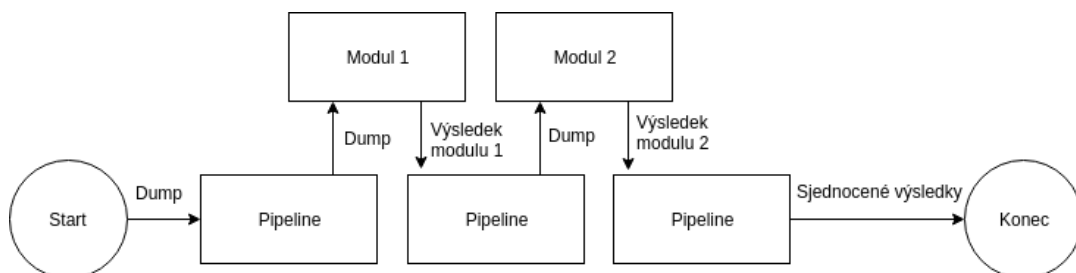 Modul 1
Modul 2
Dump
Výsledek
modulu 1
Dump
Výsledek
modulu 2
Start
Dump
Pipeline
Pipeline
Pipeline
Sjednocené výsledky
Konec